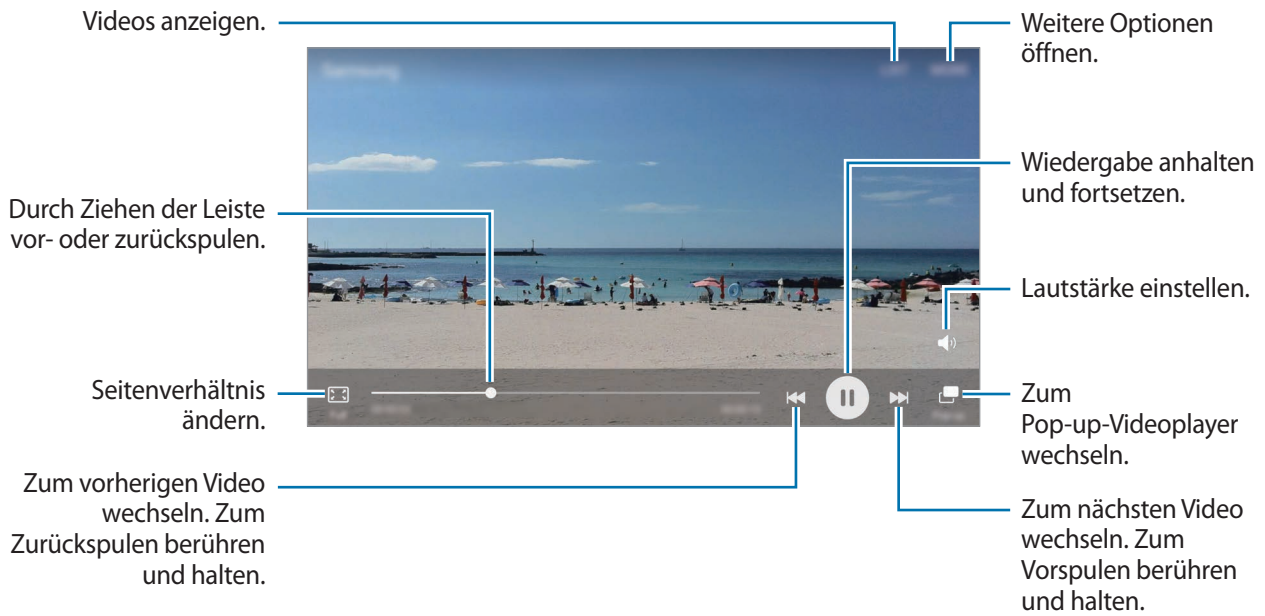 Videos anzeigen.
Weitere Optionen
öffnen.
Wiedergabe anhalten
und fortsetzen.
Durch Ziehen der Leiste
vor- oder zurückspulen.
Lautstärke einstellen.
Seitenverhältnis
ändern.
Zum
Pop-up-Videoplayer
wechseln.
Zum vorherigen Video
wechseln. Zum
Zurückspulen berühren
und halten.
Zum nächsten Video
wechseln. Zum
Vorspulen berühren
und halten.